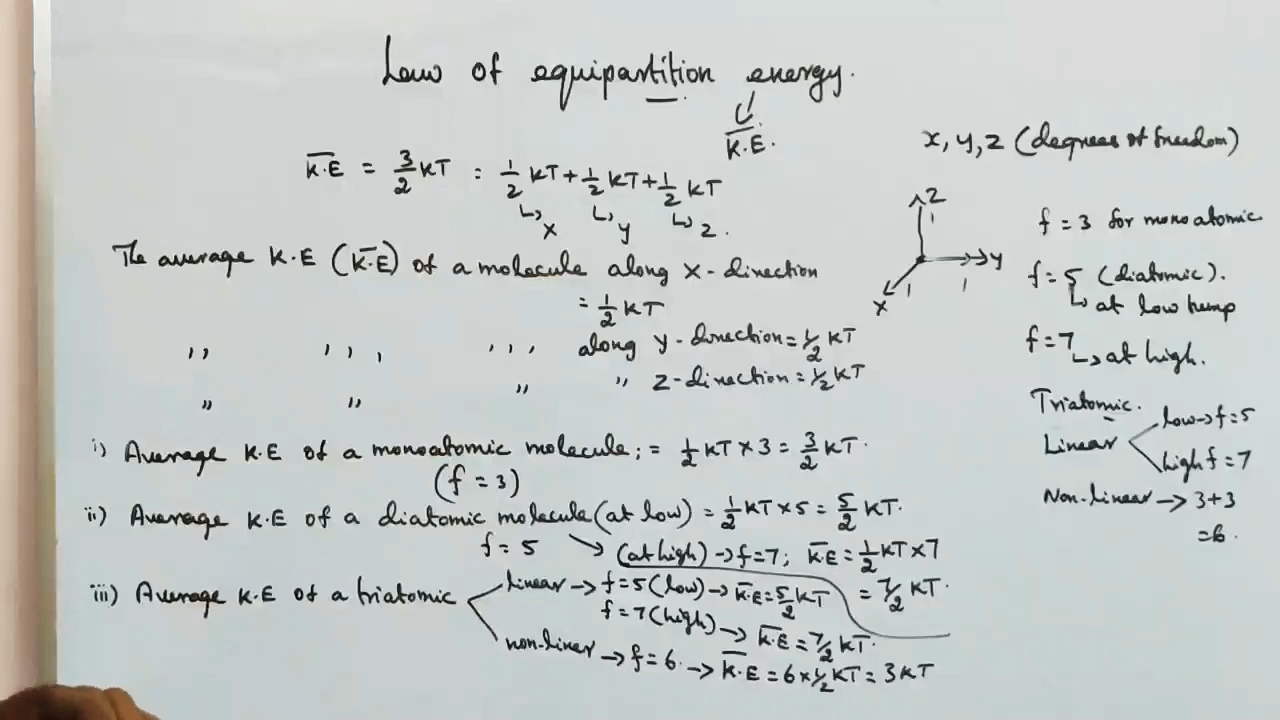 Law of equipartition energy.
K.E.
K.E = 3/2 KT = 1/2 KT + 1/2 KT + 1/2 KT
↳x ↳y ↳z.
The average K.E (K.E) of a molecule along x-direction
= 1/2 KT
,, ,,, ,,, along y-direction = 1/2 KT
,, ,, ,, ,, z-direction = 1/2 KT
i) Average K.E of a monoatomic molecule; = 1/2 KT × 3 = 3/2 KT.
(f = 3)
ii) Average K.E of a diatomic molecule (at low) = 1/2 KT × 5 = 5/2 KT.
f = 5 → (at high) → f = 7; K.E = 1/2 KT × 7
= 7/2 KT.
iii) Average K.E of a triatomic
linear → f = 5 (low) → K.E = 5/2 KT
f = 7 (high) → K.E = 7/2 KT.
non-linear → f = 6. → K.E = 6 × 1/2 KT = 3 KT
x, y, z (degrees of freedom)
Z
Y
X
f = 3 for monoatomic
f = 5 (diatomic).
↳ at low temp
f = 7
↳ at high.
Triatomic.
Linear
low → f = 5
high f = 7
Non-linear → 3+3
= 6.